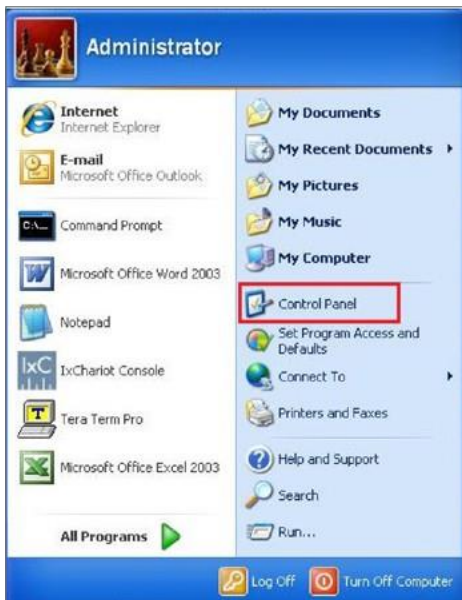 Administrator
Internet
Internet Explorer
E-mail
Microsoft Office Outlook
C:\_
Command Prompt
W
Microsoft Office Word 2003
Notepad
IxC
IxChariot Console
T
Tera Term Pro
Microsoft Office Excel 2003
All Programs
My Documents
My Recent Documents
My Pictures
My Music
My Computer
Control Panel
Set Program Access and
Defaults
Connect To
Printers and Faxes
Help and Support
Search
Run...
Log Off
Turn Off Computer